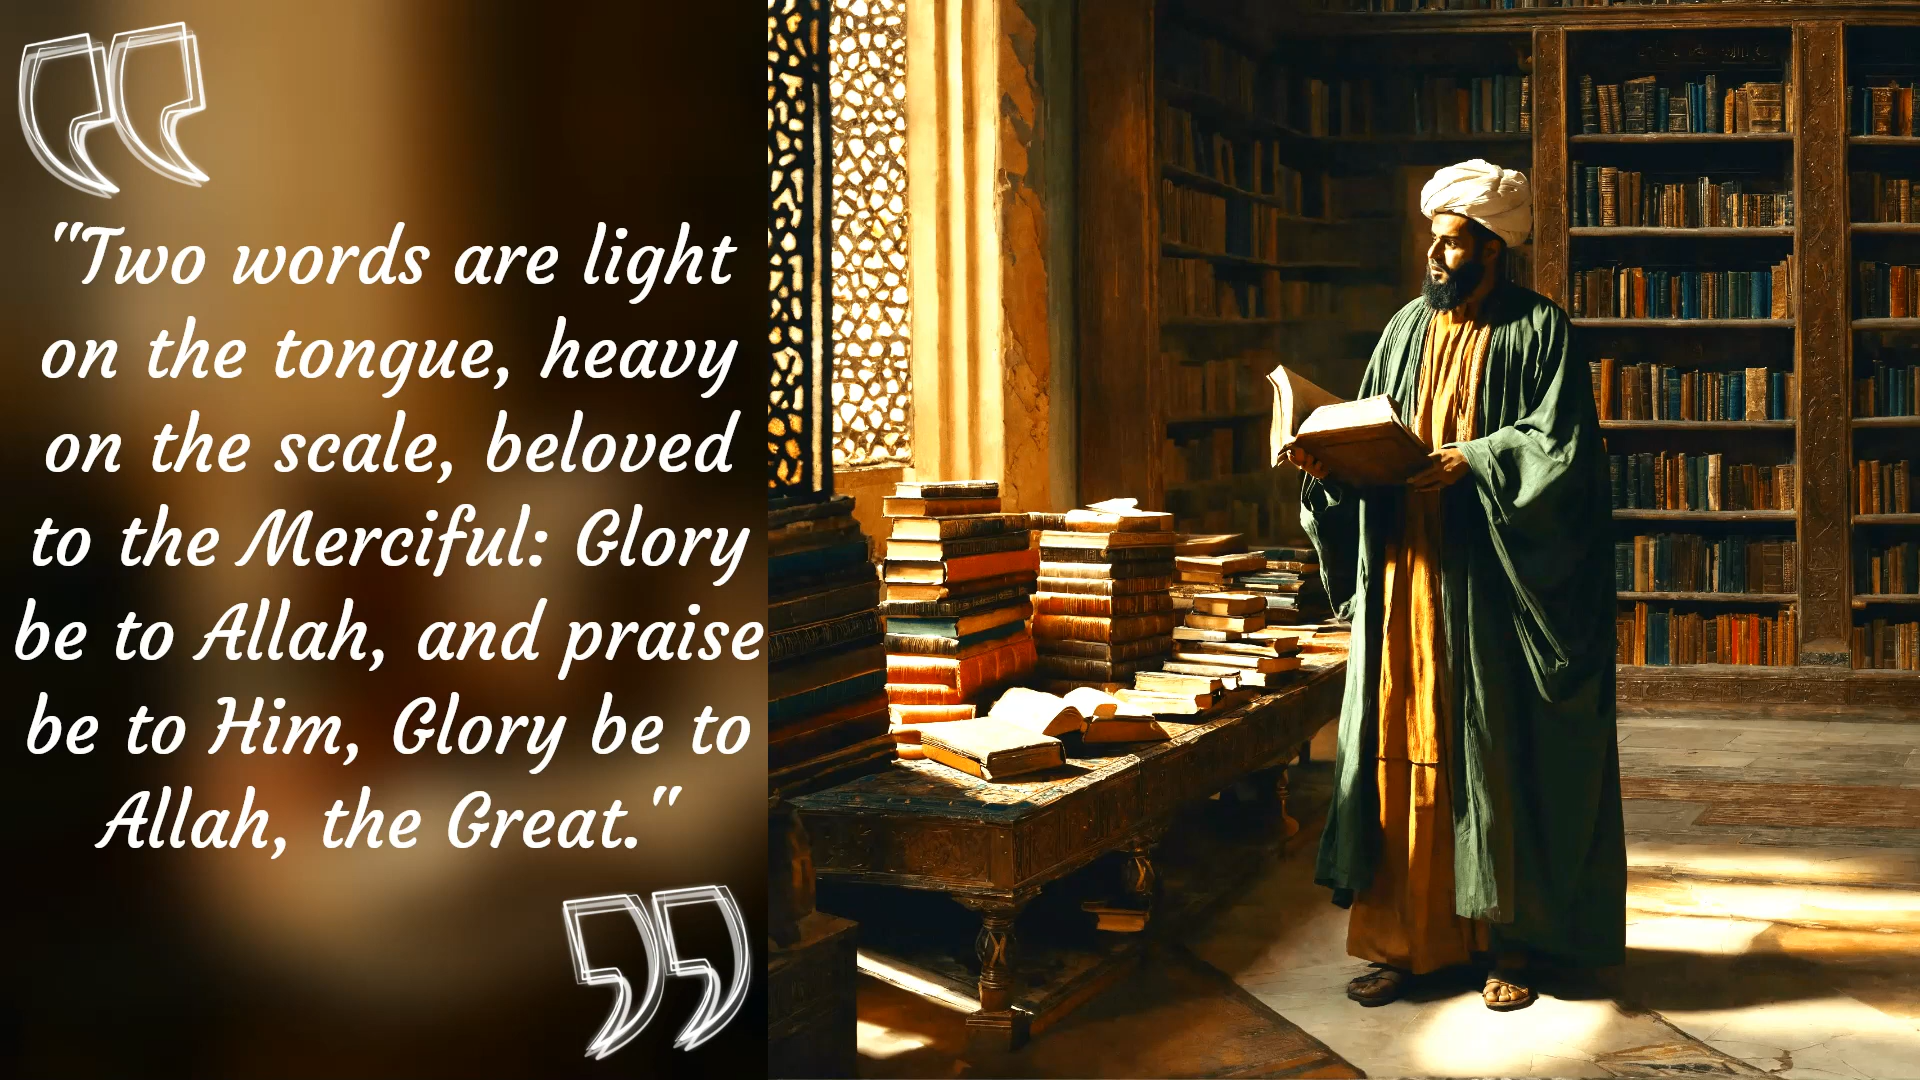 "Two words are light
on the tongue, heavy
on the scale, beloved
to the Merciful: Glory
be to Allah, and praise
be to Him, Glory be to
Allah, the Great."